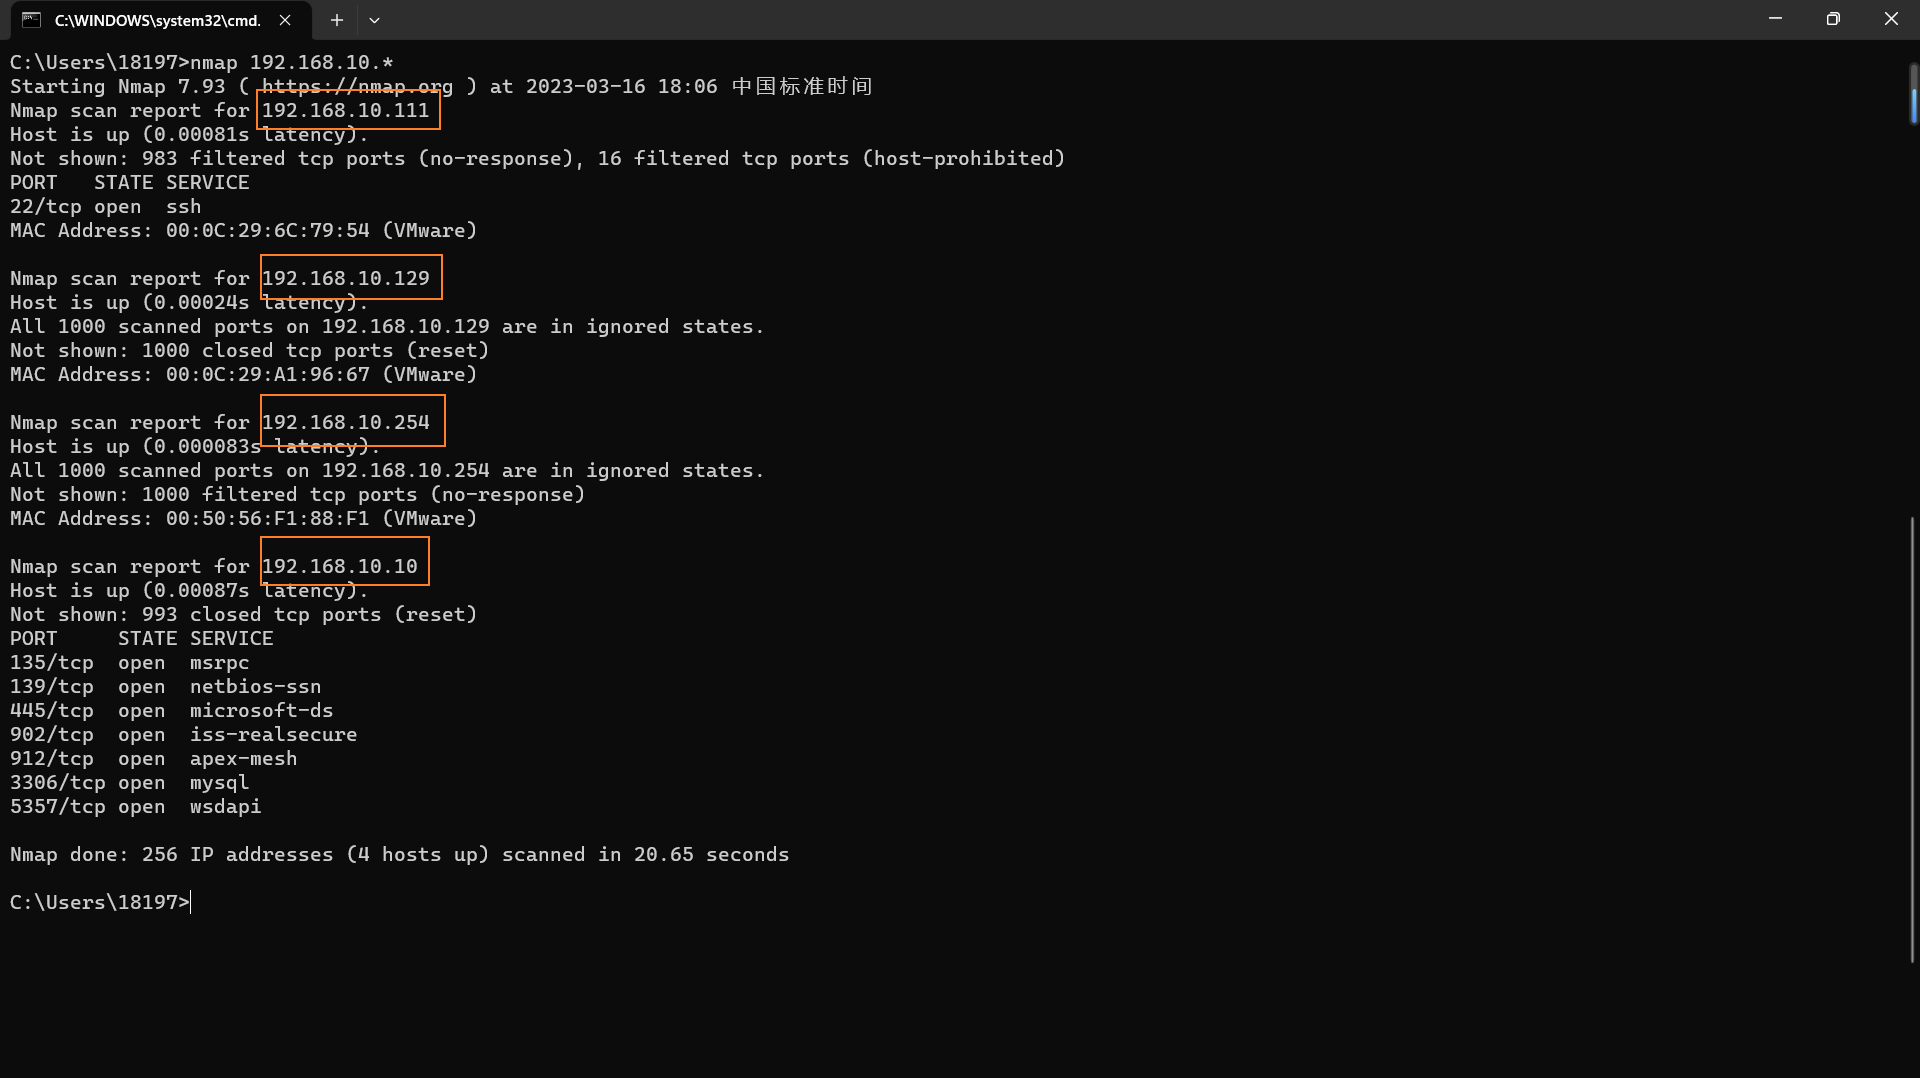 C:\WINDOWS\system32\cmd.
C:\Users\18197>nmap 192.168.10.*
Starting Nmap 7.93 ( https://nmap.org ) at 2023-03-16 18:06 中国标准时间
Nmap scan report for 192.168.10.111
Host is up (0.00081s latency).
Not shown: 983 filtered tcp ports (no-response), 16 filtered tcp ports (host-prohibited)
PORT   STATE SERVICE
22/tcp open  ssh
MAC Address: 00:0C:29:6C:79:54 (VMware)
Nmap scan report for 192.168.10.129
Host is up (0.00024s latency).
All 1000 scanned ports on 192.168.10.129 are in ignored states.
Not shown: 1000 closed tcp ports (reset)
MAC Address: 00:0C:29:A1:96:67 (VMware)
Nmap scan report for 192.168.10.254
Host is up (0.000083s latency).
All 1000 scanned ports on 192.168.10.254 are in ignored states.
Not shown: 1000 filtered tcp ports (no-response)
MAC Address: 00:50:56:F1:88:F1 (VMware)
Nmap scan report for 192.168.10.10
Host is up (0.00087s latency).
Not shown: 993 closed tcp ports (reset)
PORT     STATE SERVICE
135/tcp  open  msrpc
139/tcp  open  netbios-ssn
445/tcp  open  microsoft-ds
902/tcp  open  iss-realsecure
912/tcp  open  apex-mesh
3306/tcp open  mysql
5357/tcp open  wsdapi
Nmap done: 256 IP addresses (4 hosts up) scanned in 20.65 seconds
C:\Users\18197>